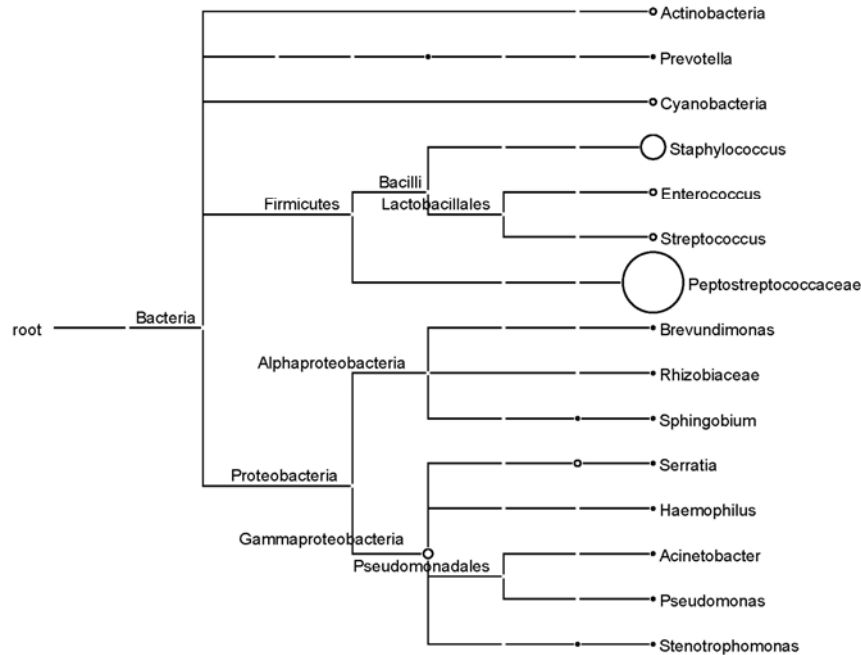 Actinobacteria
Prevotella
Cyanobacteria
Staphylococcus
Bacilli
Enterococcus
Firmicutes
Lactobacillales
Streptococcus
Peptostreptococcaceae
root
Bacteria
Brevundimonas
Alphaproteobacteria
Rhizobiaceae
Sphingobium
Serratia
Proteobacteria
Haemophilus
Gammaproteobacteria
Acinetobacter
Pseudomonadales
Pseudomonas
Stenotrophomonas